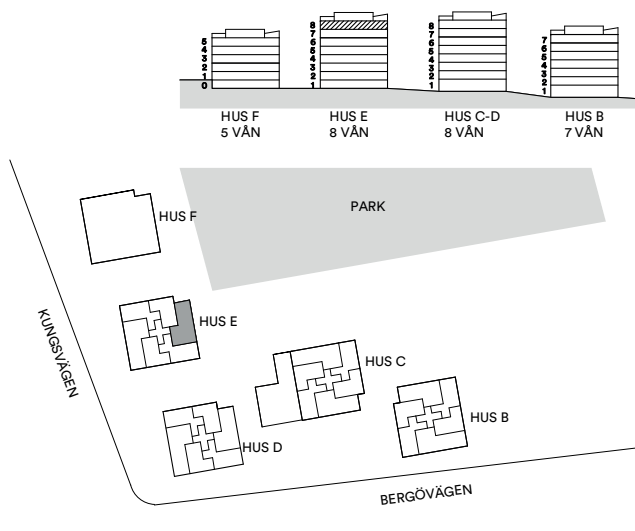 5
4
3
2
1
0
8
7
6
5
4
3
2
1
8
7
6
5
4
3
2
1
7
6
5
4
3
2
1
HUS F
5 VÅN
HUS E
8 VÅN
HUS C-D
8 VÅN
HUS B
7 VÅN
PARK
HUS F
HUS E
HUS C
HUS B
HUS D
KUNGSVÄGEN
BERGÖVÄGEN